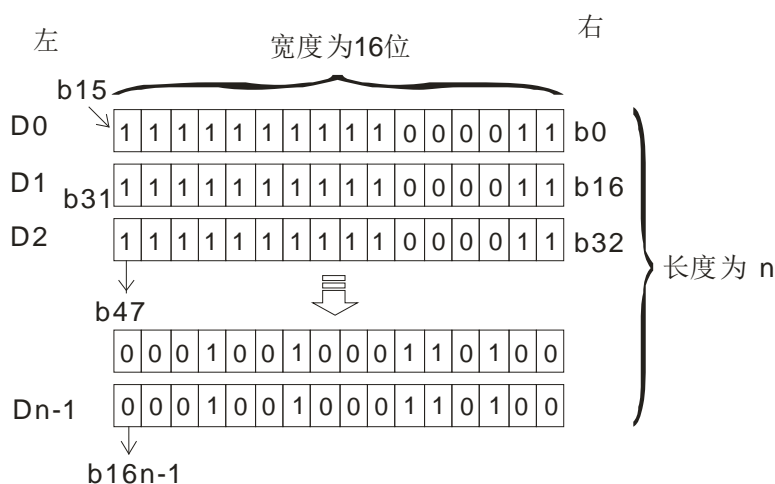 左 宽度为16位 右
b15
D0 1 1 1 1 1 1 1 1 1 1 0 0 0 0 1 1 b0
D1 b31 1 1 1 1 1 1 1 1 1 1 0 0 0 0 1 1 b16
D2 1 1 1 1 1 1 1 1 1 1 0 0 0 0 1 1 b32
长度为 n
b47
0 0 0 1 0 0 1 0 0 0 1 1 0 1 0 0
Dn-1 0 0 0 1 0 0 1 0 0 0 1 1 0 1 0 0
b16n-1